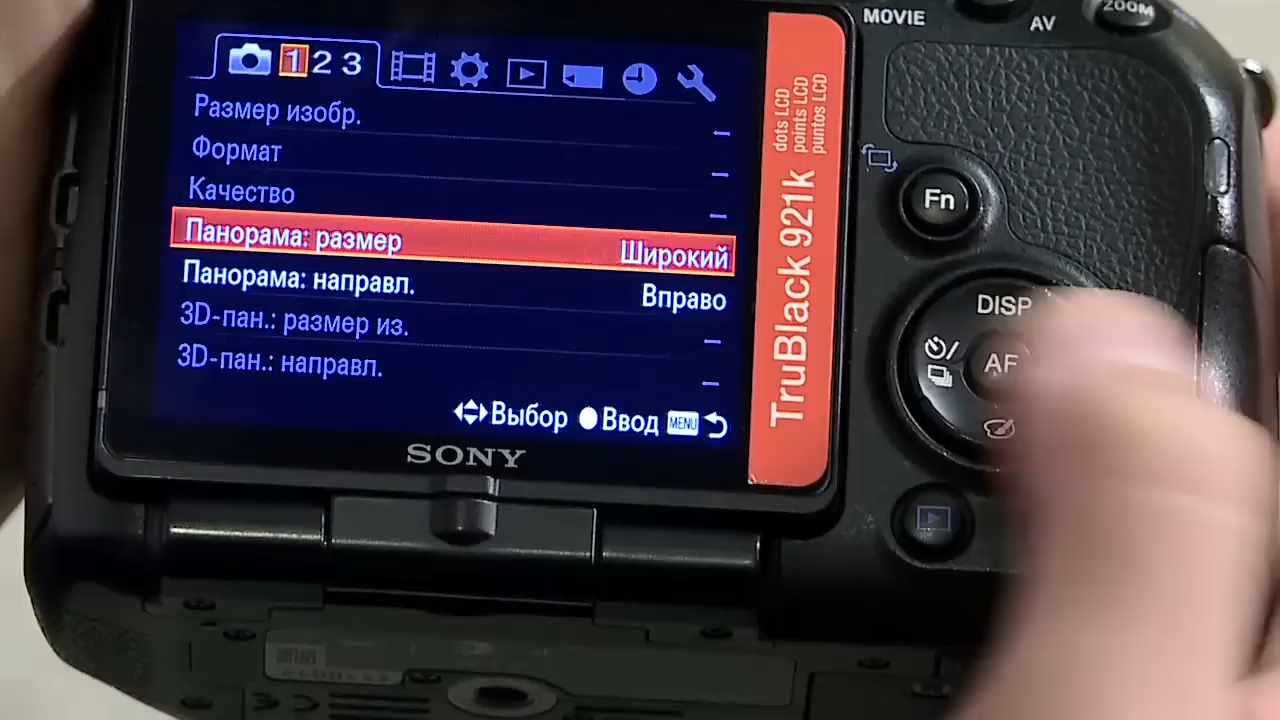 MOVIE
AV
ZOOM
1 2 3
Размер изобр. –
Формат –
Качество –
Панорама: размер Широкий
Панорама: направл. Вправо
3D-пан.: размер из. –
3D-пан.: направл. –
Выбор Ввод MENU
SONY
TruBlack 921k
dots LCD
points LCD
puntos LCD
Fn
DISP
AF